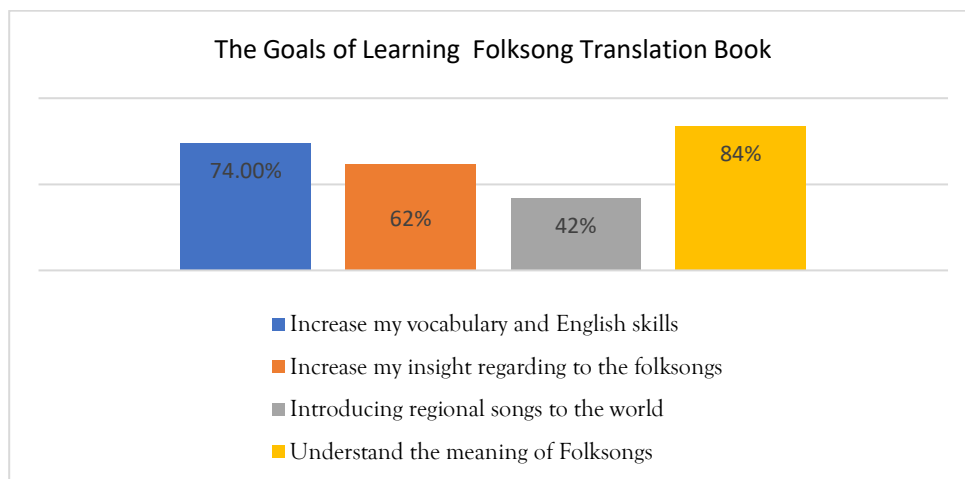 The Goals of Learning Folksong Translation Book
74.00%
62%
42%
84%
Increase my vocabulary and English skills
Increase my insight regarding to the folksongs
Introducing regional songs to the world
Understand the meaning of Folksongs